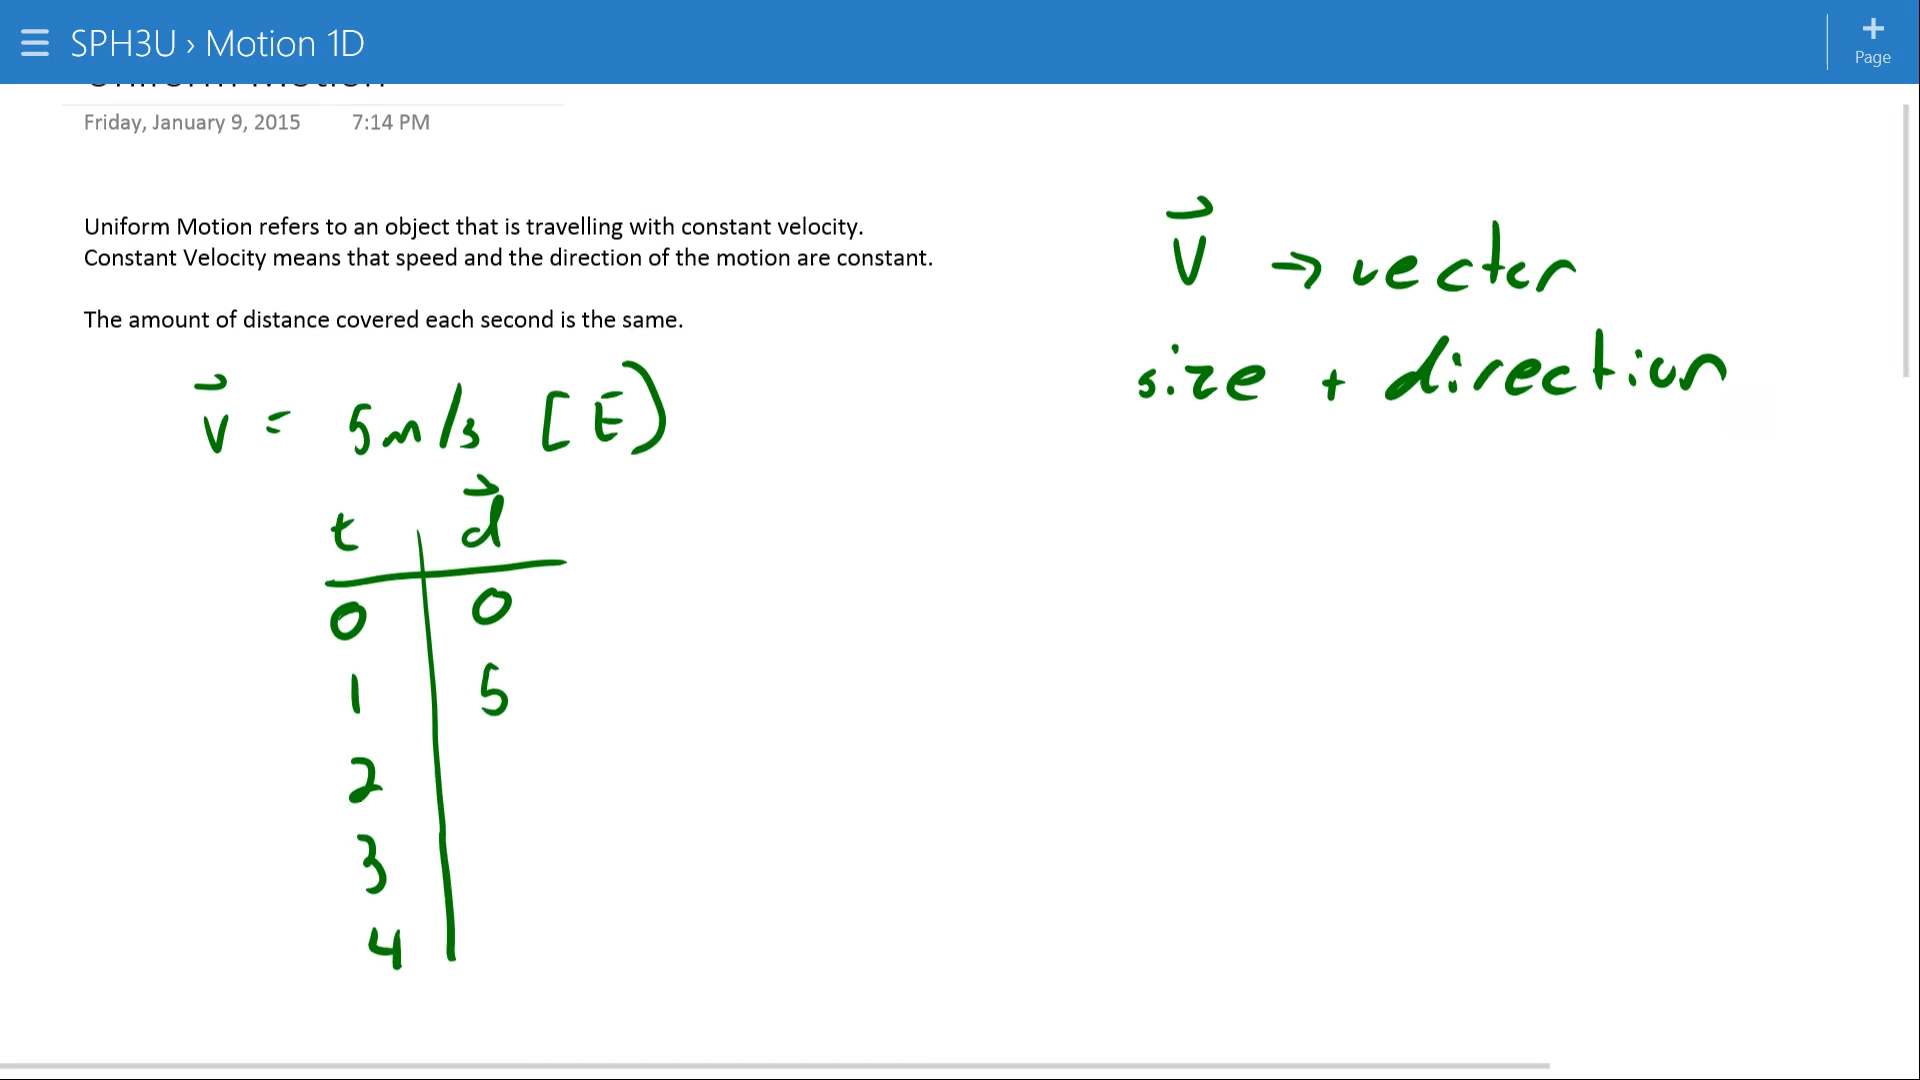 SPH3U › Motion 1D
+
Page
Uniform Motion
Friday, January 9, 2015 7:14 PM
Uniform Motion refers to an object that is travelling with constant velocity.
Constant Velocity means that speed and the direction of the motion are constant.
The amount of distance covered each second is the same.
v⃗ = 5m/s [E]
t d⃗
0 0
1 5
2
3
4
v⃗ → vector
size + direction